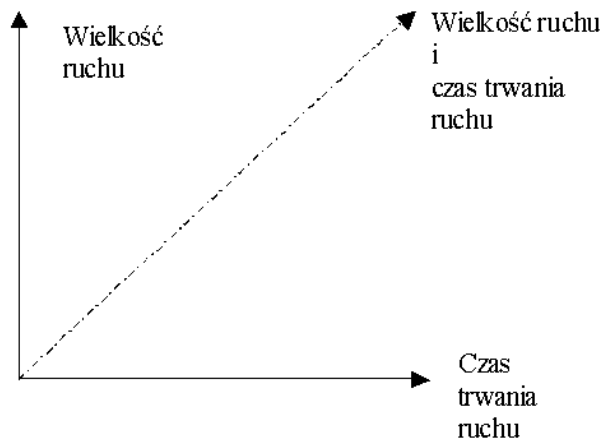 Wielkość
ruchu
Wielkość ruchu
i
czas trwania
ruchu
Czas
trwania
ruchu